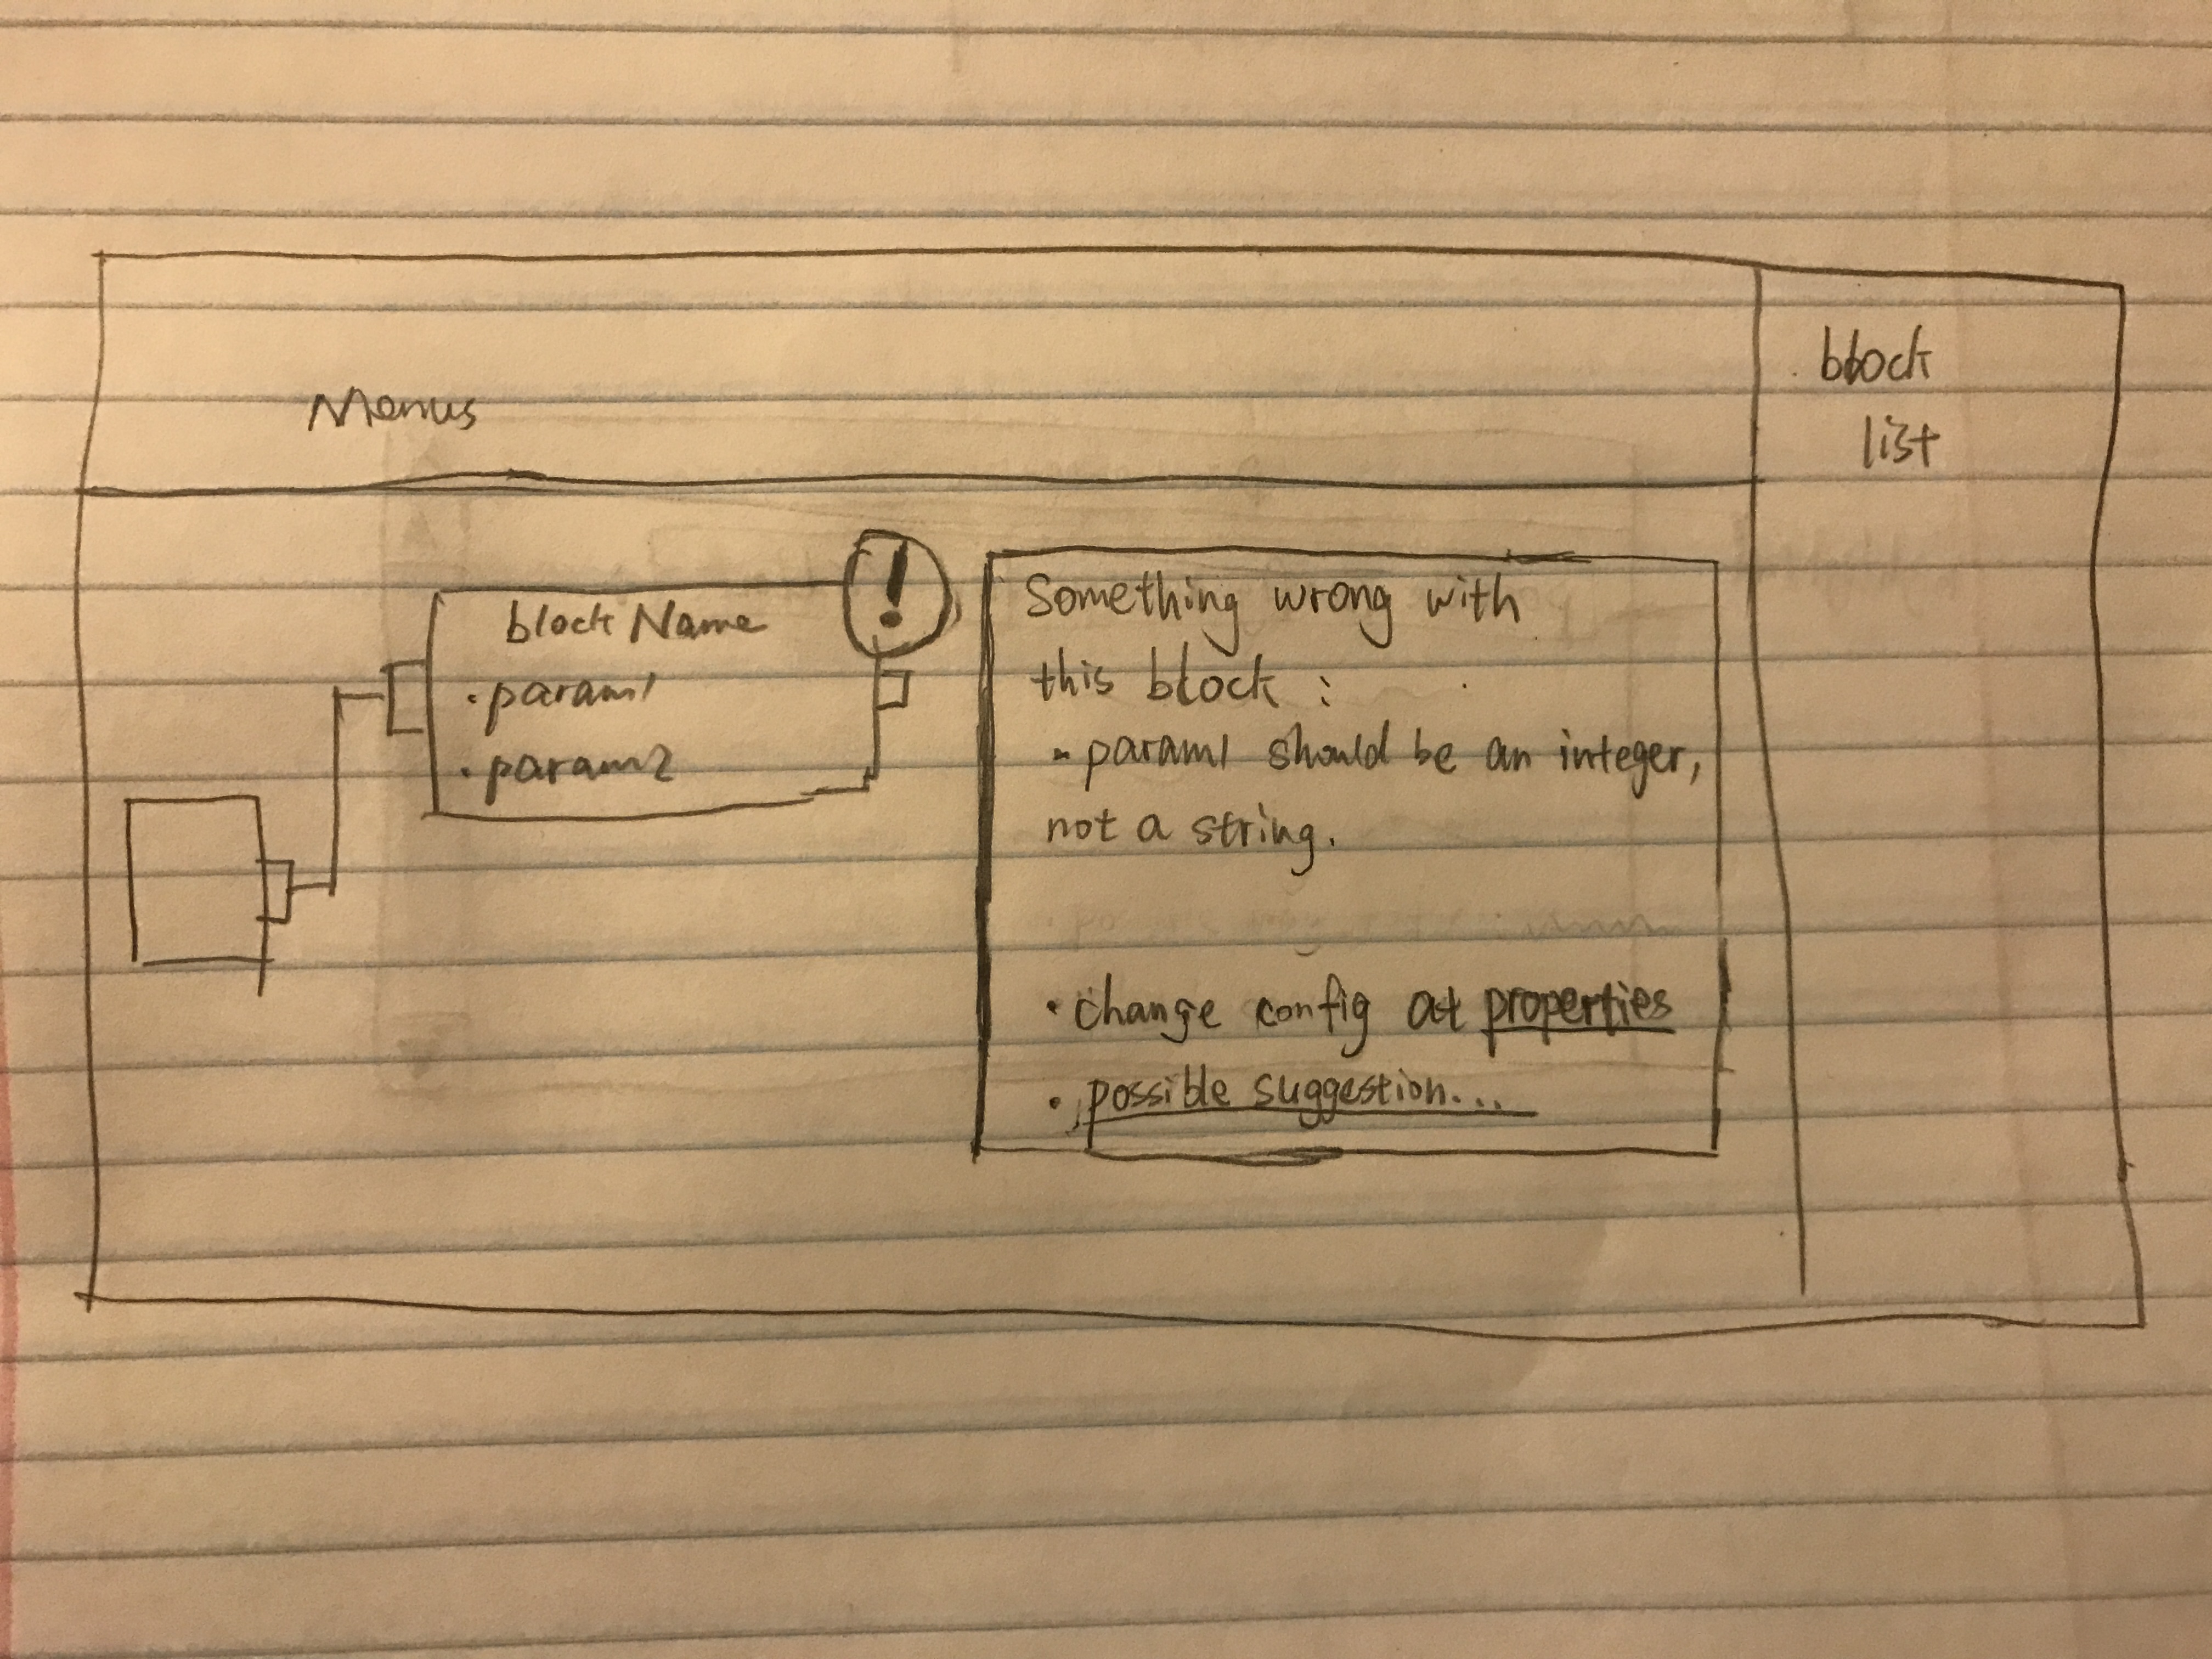 Menus
block
list
!
block Name
• param1
• param2
Something wrong with
this block :
- param1 should be an integer,
not a string.
• change config at properties
• possible suggestion...